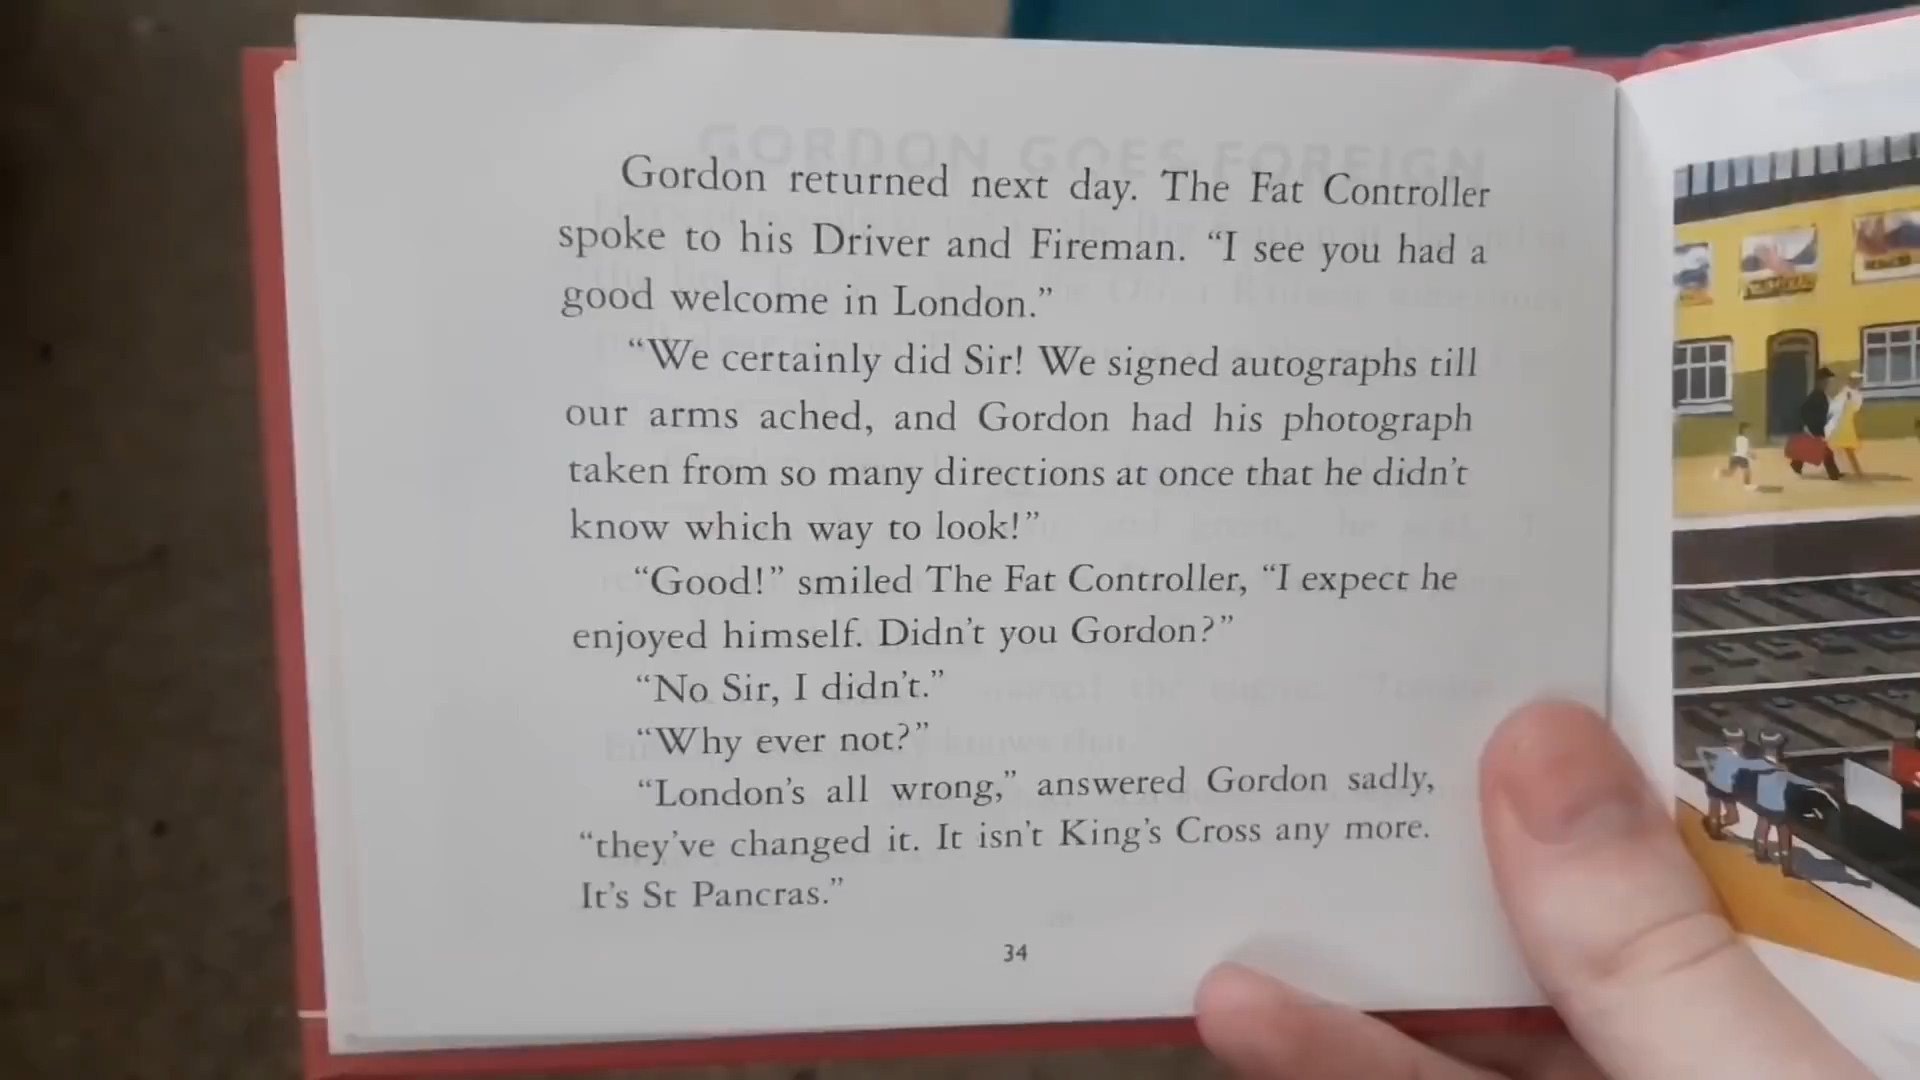 Gordon returned next day. The Fat Controller
spoke to his Driver and Fireman. “I see you had a
good welcome in London.”
“We certainly did Sir! We signed autographs till
our arms ached, and Gordon had his photograph
taken from so many directions at once that he didn't
know which way to look!”
“Good!” smiled The Fat Controller, “I expect he
enjoyed himself. Didn't you Gordon?”
“No Sir, I didn't.”
“Why ever not?”
“London's all wrong,” answered Gordon sadly,
“they've changed it. It isn't King's Cross any more.
It's St Pancras.”
34